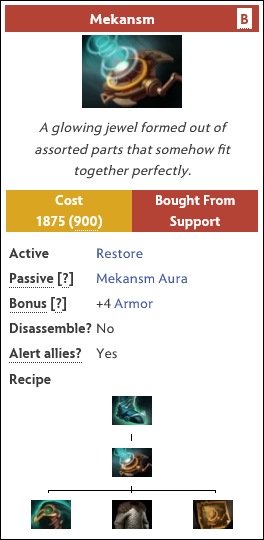 Mekansm B
A glowing jewel formed out of
assorted parts that somehow fit
together perfectly.
Cost Bought From
1875 (900) Support
Active Restore
Passive [?] Mekansm Aura
Bonus [?] +4 Armor
Disassemble? No
Alert allies? Yes
Recipe